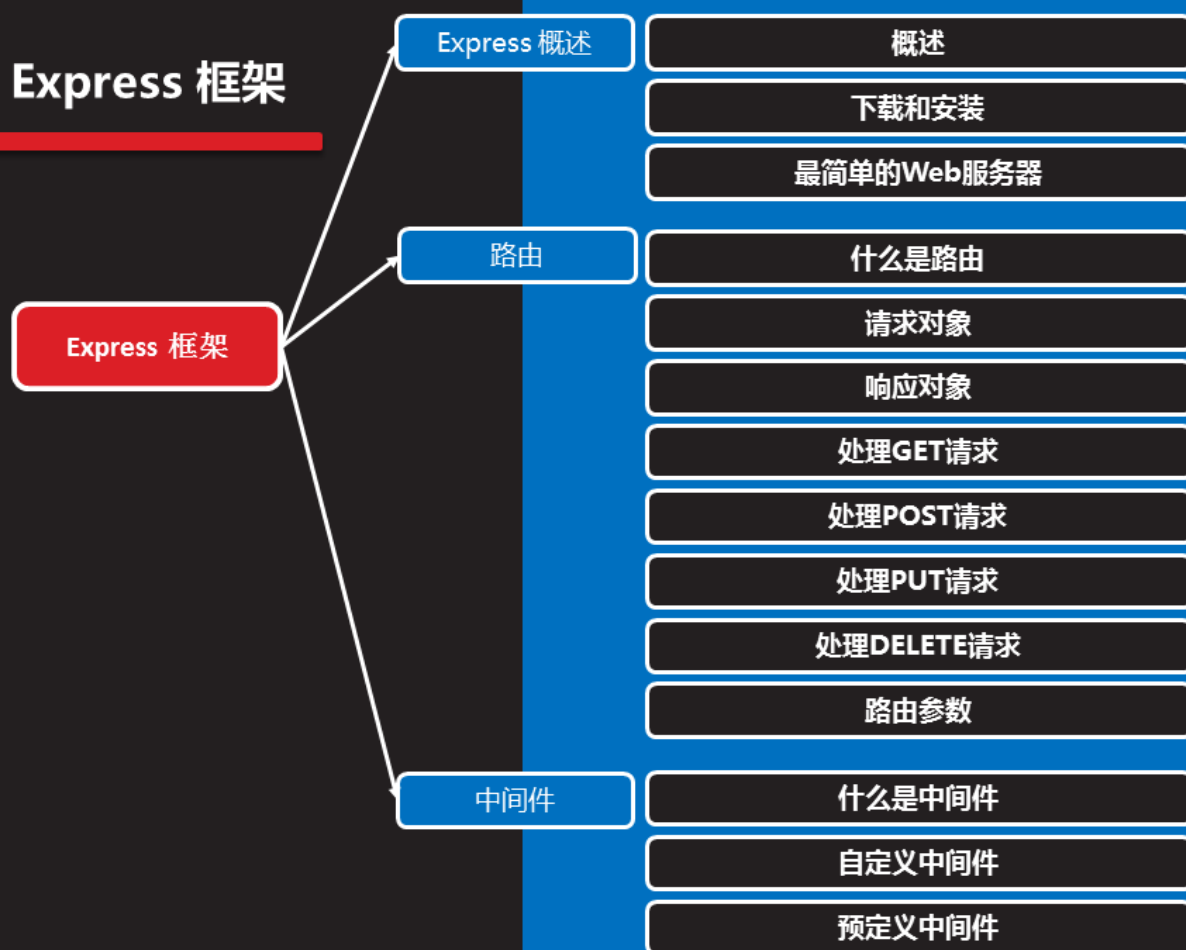 Express 框架
Express 框架
Express 概述
概述
下载和安装
最简单的Web服务器
路由
什么是路由
请求对象
响应对象
处理GET请求
处理POST请求
处理PUT请求
处理DELETE请求
路由参数
中间件
什么是中间件
自定义中间件
预定义中间件